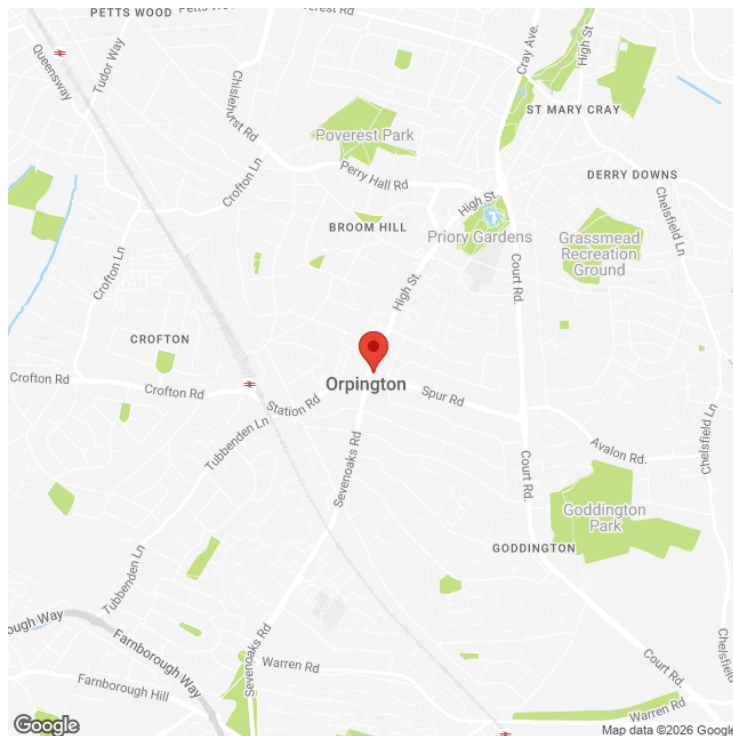 PETTS WOOD
Petts Wo
erest Rd
Queensway
Tudor Way
Cray Ave.
High St
Chislehurst Rd
Poverest Park
ST MARY CRAY
Crofton Ln
Perry Hall Rd
DERRY DOWNS
High St.
Chelsfield Ln
BROOM HILL
Priory Gardens
Grassmead
Recreation
Ground
Crofton Ln
Court Rd.
High St.
CROFTON
Crofton Rd
Crofton Rd
Orpington
Station Rd
Spur Rd
Tubbenden Ln
Sevenoaks Rd
Avalon Rd.
Chelsfield Ln
Court Rd.
Goddington
Park
GODDINGTON
Tubbenden Ln
ough Way
Farnborough Way
Sevenoaks Rd
Warren Rd
Chelsfield
Court Rd.
Farnborough Hill
Warren Rd
Google
Map data ©2026 Google